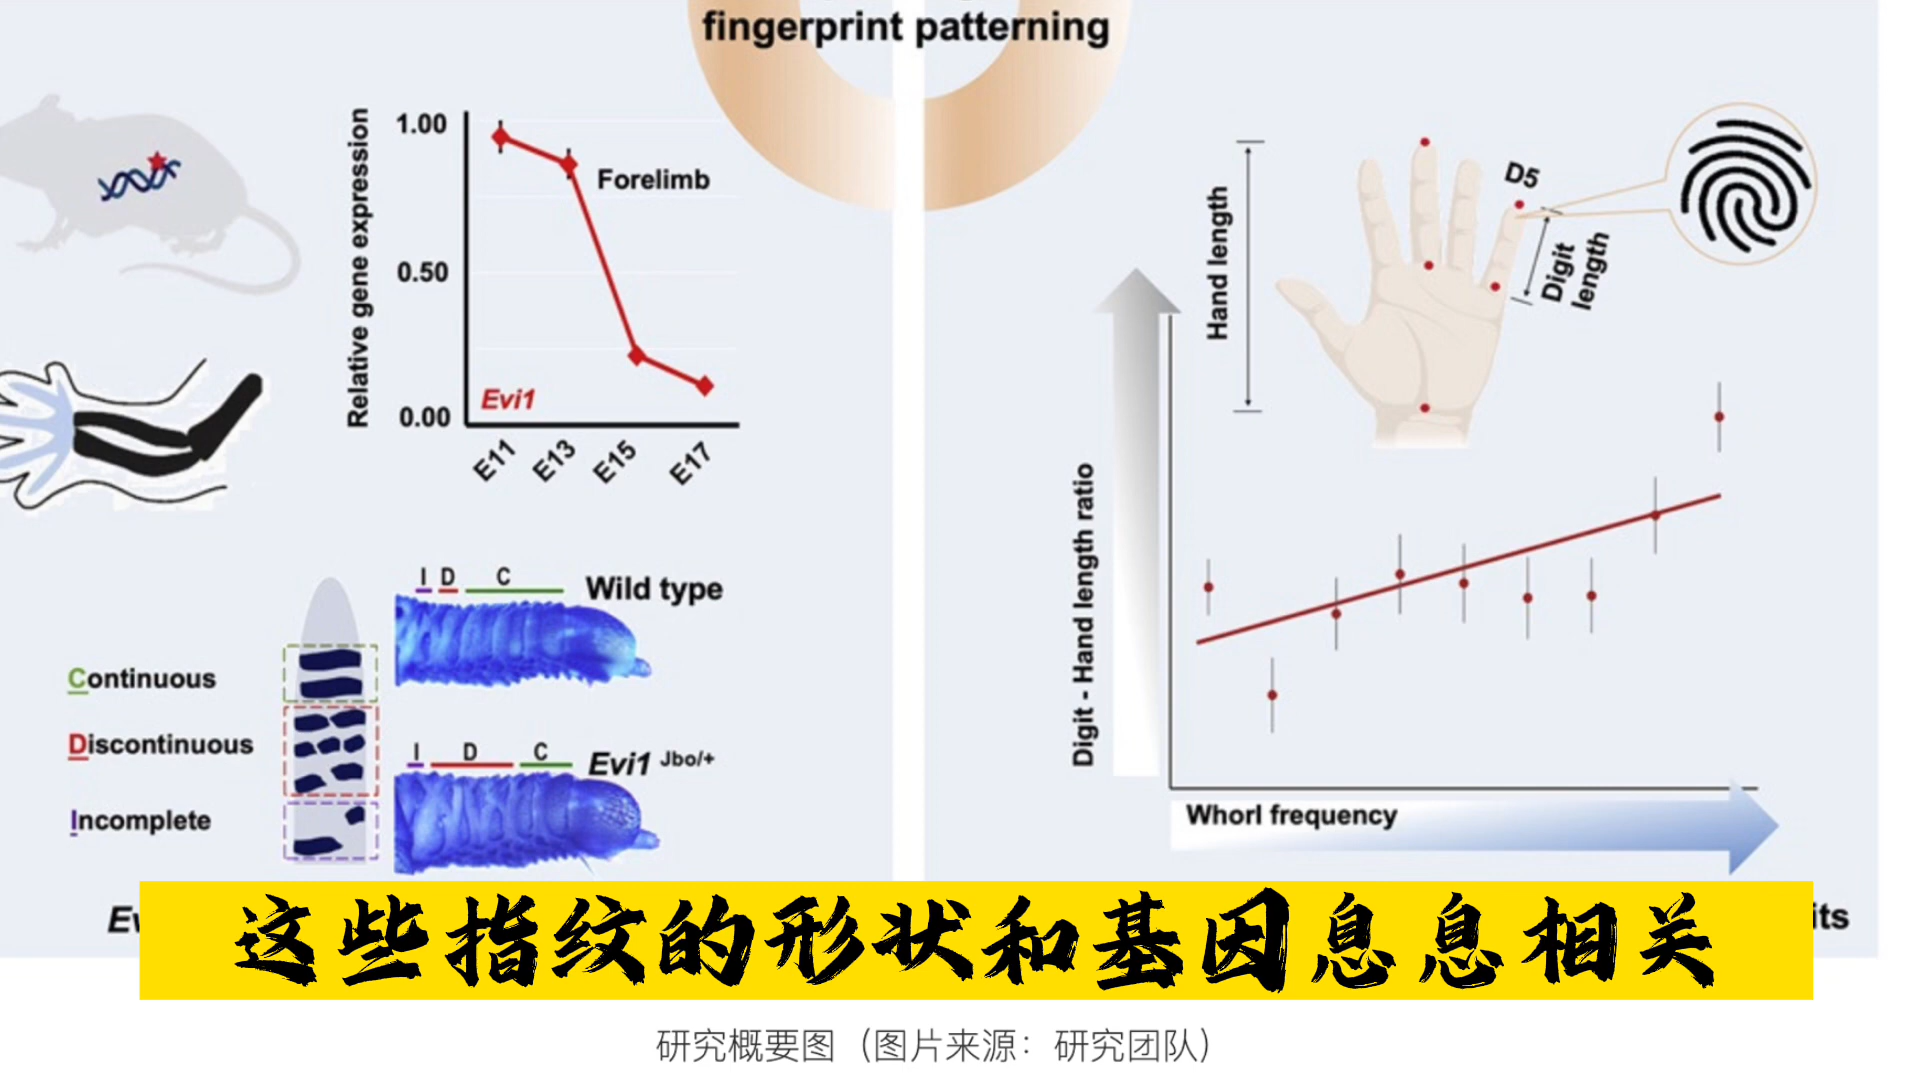 fingerprint patterning
Relative gene expression
1.00
0.50
0.00
Forelimb
Evi1
E11
E13
E15
E17
Continuous
Discontinuous
Incomplete
I D C
Wild type
I D C
Evi1 Jbo/+
Hand length
D5
Digit
length
Digit - Hand length ratio
Whorl frequency
这些指纹的形状和基因息息相关
研究概要图（图片来源：研究团队）